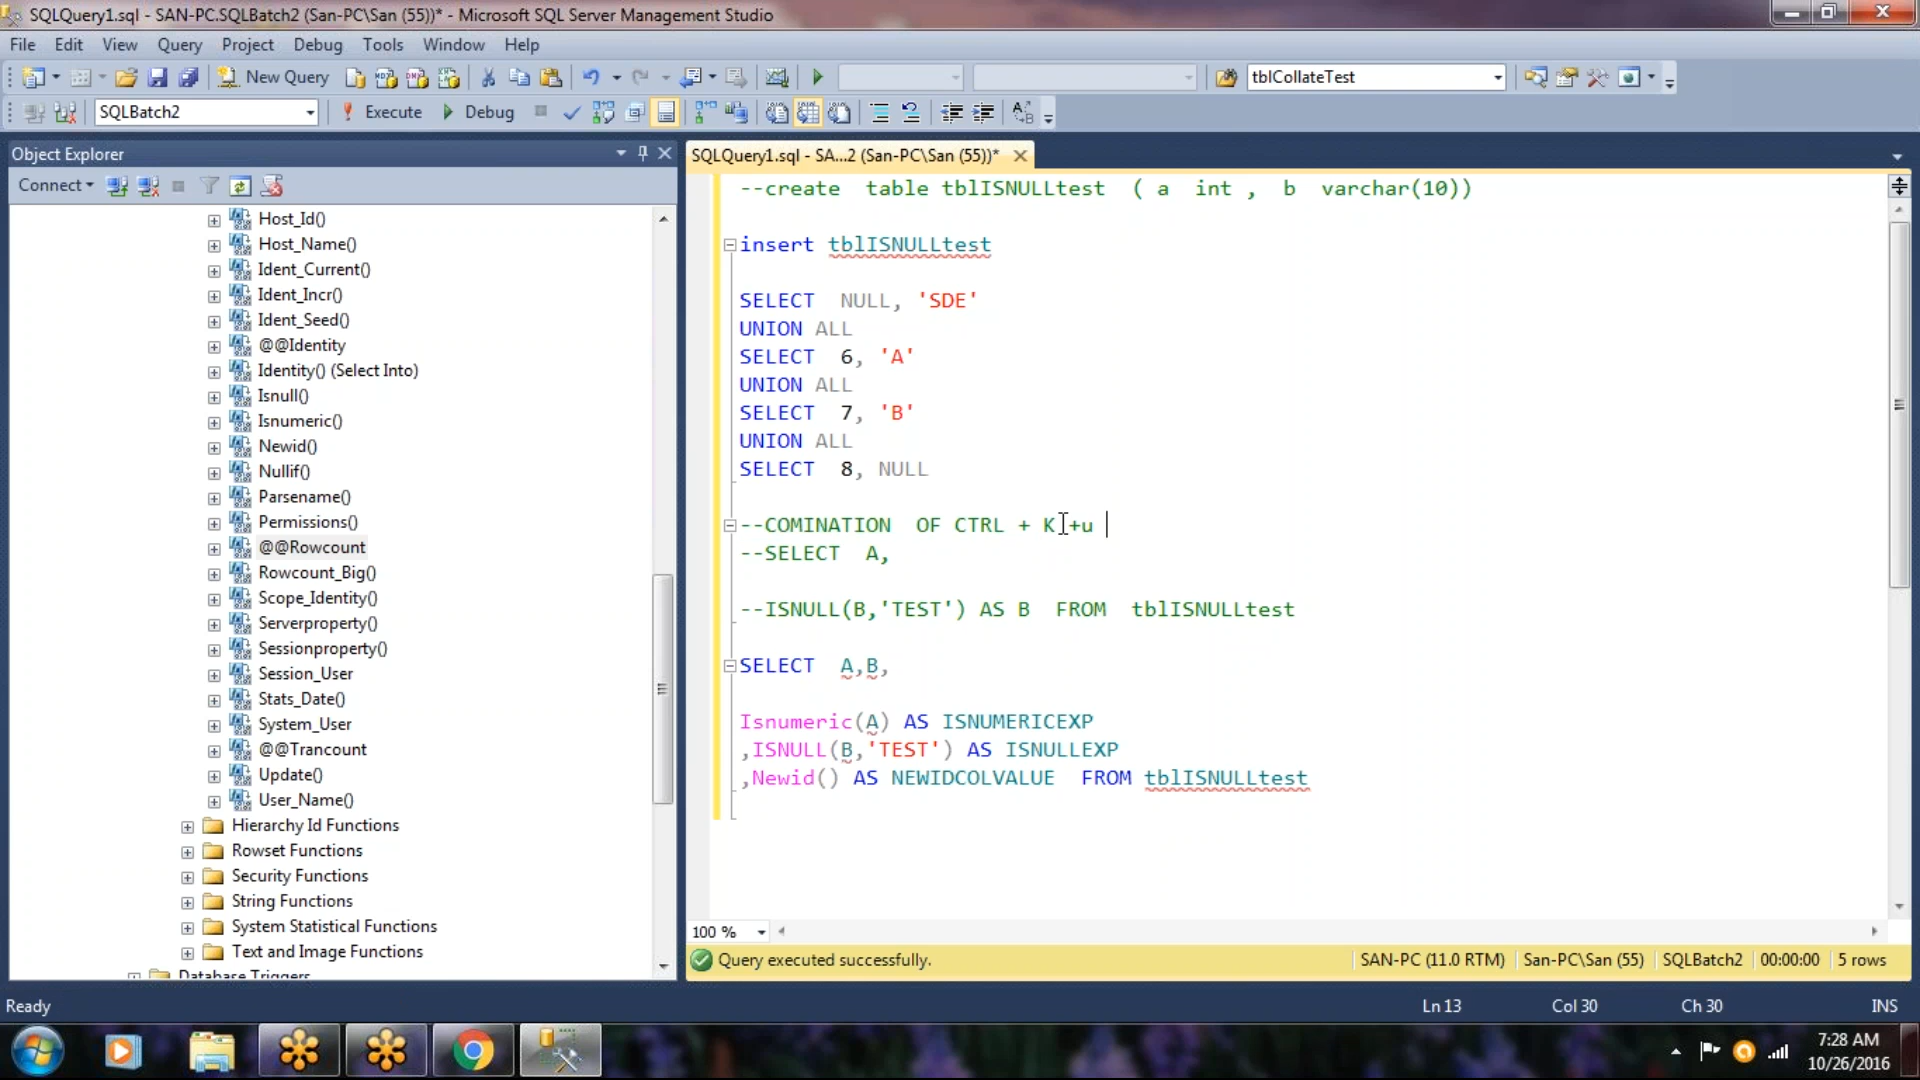 SQLQuery1.sql - SAN-PC.SQLBatch2 (San-PC\San (55))* - Microsoft SQL Server Management Studio
File Edit View Query Project Debug Tools Window Help
New Query tblCollateTest
SQLBatch2 Execute Debug
Object Explorer
Connect
Host_Id()
Host_Name()
Ident_Current()
Ident_Incr()
Ident_Seed()
@@Identity
Identity() (Select Into)
Isnull()
Isnumeric()
Newid()
Nullif()
Parsename()
Permissions()
@@Rowcount
Rowcount_Big()
Scope_Identity()
Serverproperty()
Sessionproperty()
Session_User
Stats_Date()
System_User
@@Trancount
Update()
User_Name()
Hierarchy Id Functions
Rowset Functions
Security Functions
String Functions
System Statistical Functions
Text and Image Functions
Database Triggers
SQLQuery1.sql - SA...2 (San-PC\San (55))*
--create table tblISNULLtest ( a int , b varchar(10))
insert tblISNULLtest
SELECT NULL, 'SDE'
UNION ALL
SELECT 6, 'A'
UNION ALL
SELECT 7, 'B'
UNION ALL
SELECT 8, NULL
--COMINATION OF CTRL + K +u
--SELECT A,
--ISNULL(B,'TEST') AS B FROM tblISNULLtest
SELECT A,B,
Isnumeric(A) AS ISNUMERICEXP
,ISNULL(B,'TEST') AS ISNULLEXP
,Newid() AS NEWIDCOLVALUE FROM tblISNULLtest
100 %
Query executed successfully. SAN-PC (11.0 RTM) San-PC\San (55) SQLBatch2 00:00:00 5 rows
Ready Ln 13 Col 30 Ch 30 INS
7:28 AM
10/26/2016